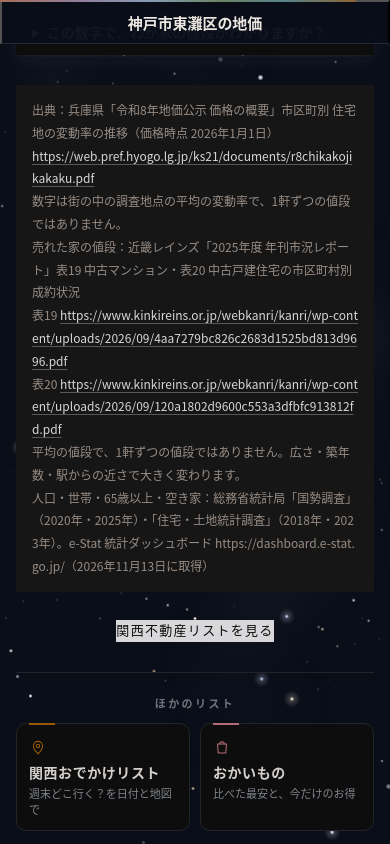 神戸市東灘区の地価
出典：兵庫県「令和8年地価公示 価格の概要」市区町別 住宅
地の変動率の推移（価格時点 2026年1月1日）
https://web.pref.hyogo.lg.jp/ks21/documents/r8chikakoji
kakaku.pdf
数字は街の中の調査地点の平均の変動率で、1軒ずつの値段
ではありません。
売れた家の値段：近畿レインズ「2025年度 年刊市況レポー
ト」表19 中古マンション・表20 中古戸建住宅の市区町村別
成約状況
表19 https://www.kinkireins.or.jp/webkanri/kanri/wp-cont
ent/uploads/2026/09/4aa7279bc826c2683d1525bd813d96
96.pdf
表20 https://www.kinkireins.or.jp/webkanri/kanri/wp-cont
ent/uploads/2026/09/120a1802d9600c553a3dfbfc913812f
d.pdf
平均の値段で、1軒ずつの値段ではありません。広さ・築年
数・駅からの近さで大きく変わります。
人口・世帯・65歳以上・空き家：総務省統計局「国勢調査」
（2020年・2025年）・「住宅・土地統計調査」（2018年・202
3年）。e-Stat 統計ダッシュボード https://dashboard.e-stat.
go.jp/（2026年11月13日に取得）
関西不動産リストを見る
ほかのリスト
関西おでかけリスト
週末どこ行く？を日付と地図
で
おかいもの
比べた最安と、今だけのお得